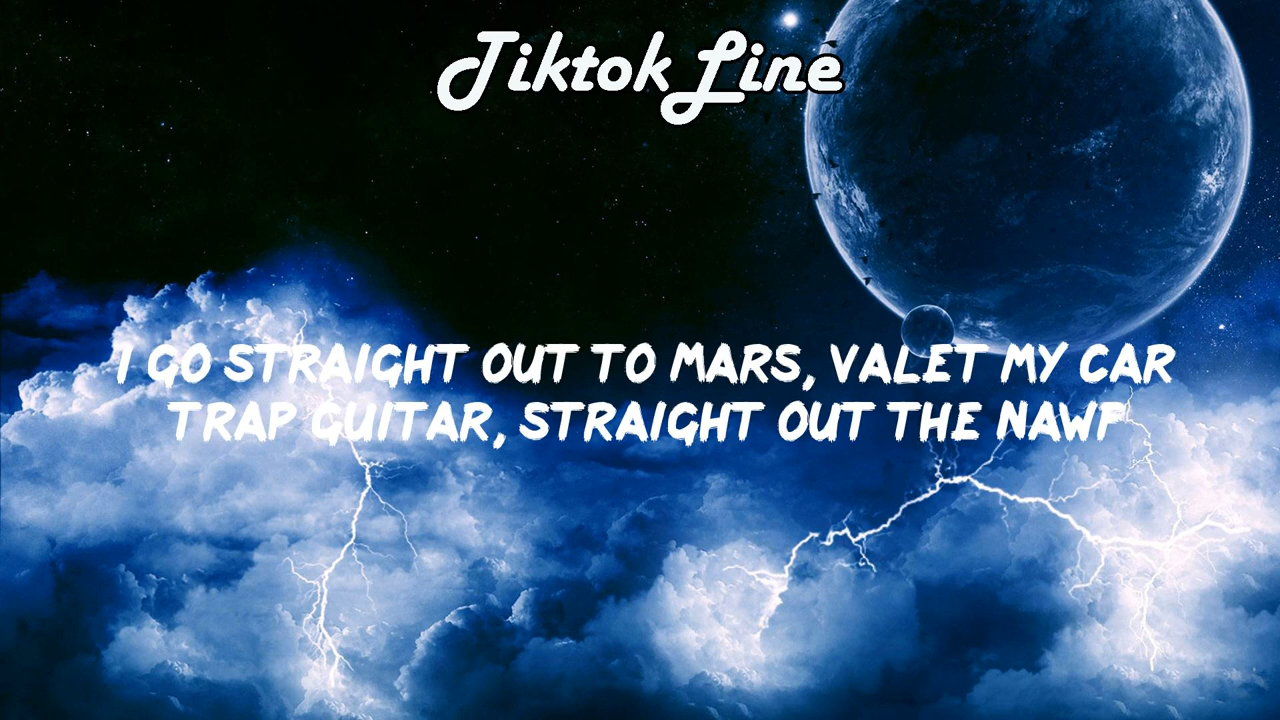 Tiktok Line
I GO STRAIGHT OUT TO MARS, VALET MY CAR
TRAP GUITAR, STRAIGHT OUT THE NAWF